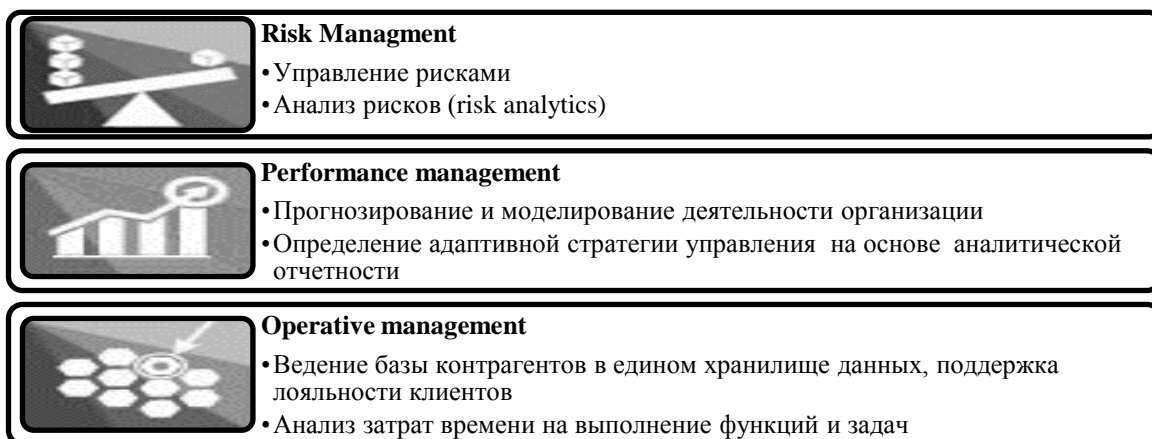 Risk Managment
•Управление рисками
•Анализ рисков (risk analytics)
Performance management
•Прогнозирование и моделирование деятельности организации
•Определение адаптивной стратегии управления на основе аналитической
отчетности
Operative management
•Ведение базы контрагентов в едином хранилище данных, поддержка
лояльности клиентов
•Анализ затрат времени на выполнение функций и задач